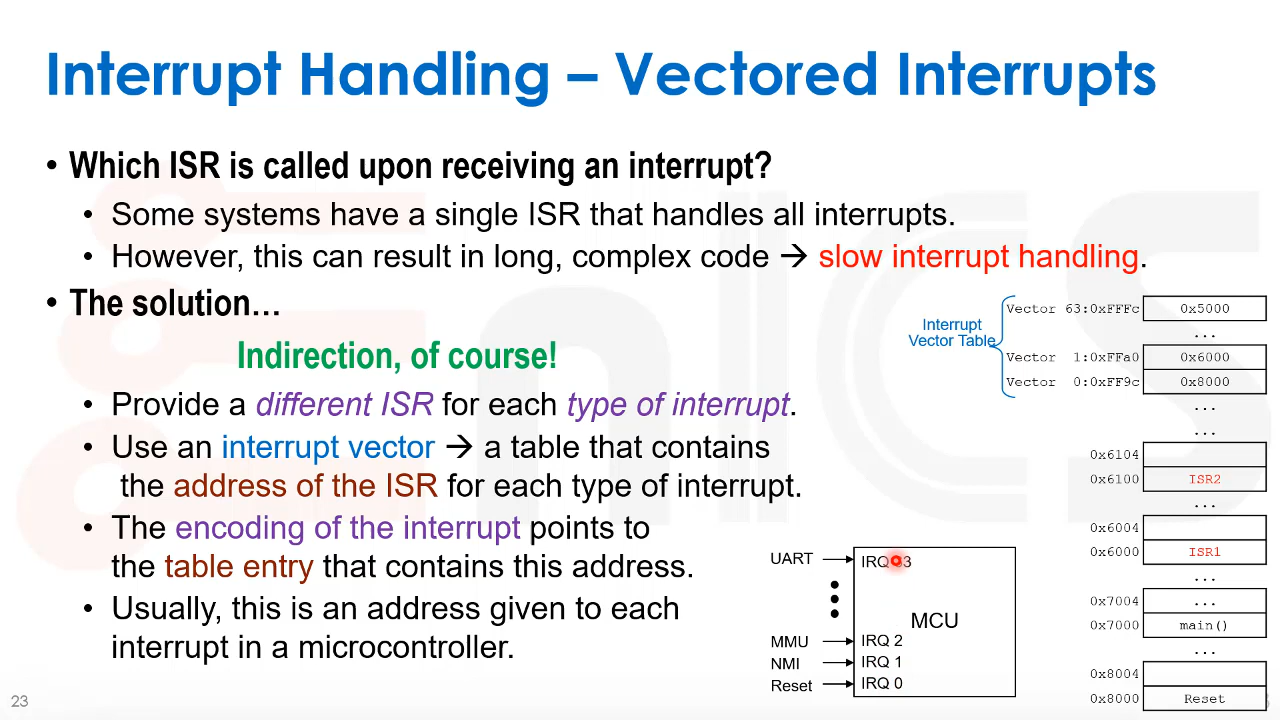 Interrupt Handling – Vectored Interrupts
• Which ISR is called upon receiving an interrupt?
• Some systems have a single ISR that handles all interrupts.
• However, this can result in long, complex code → slow interrupt handling.
• The solution…
Indirection, of course!
• Provide a different ISR for each type of interrupt.
• Use an interrupt vector → a table that contains
the address of the ISR for each type of interrupt.
• The encoding of the interrupt points to
the table entry that contains this address.
• Usually, this is an address given to each
interrupt in a microcontroller.
Interrupt
Vector Table
Vector 63:0xFFFc 0x5000
...
Vector 1:0xFFa0 0x6000
Vector 0:0xFF9c 0x8000
...
...
0x6104
0x6100 ISR2
...
0x6004
0x6000 ISR1
...
0x7004 ...
0x7000 main()
...
0x8004
0x8000 Reset
UART IRQ 3
MCU
MMU IRQ 2
NMI IRQ 1
Reset IRQ 0
nICS
23